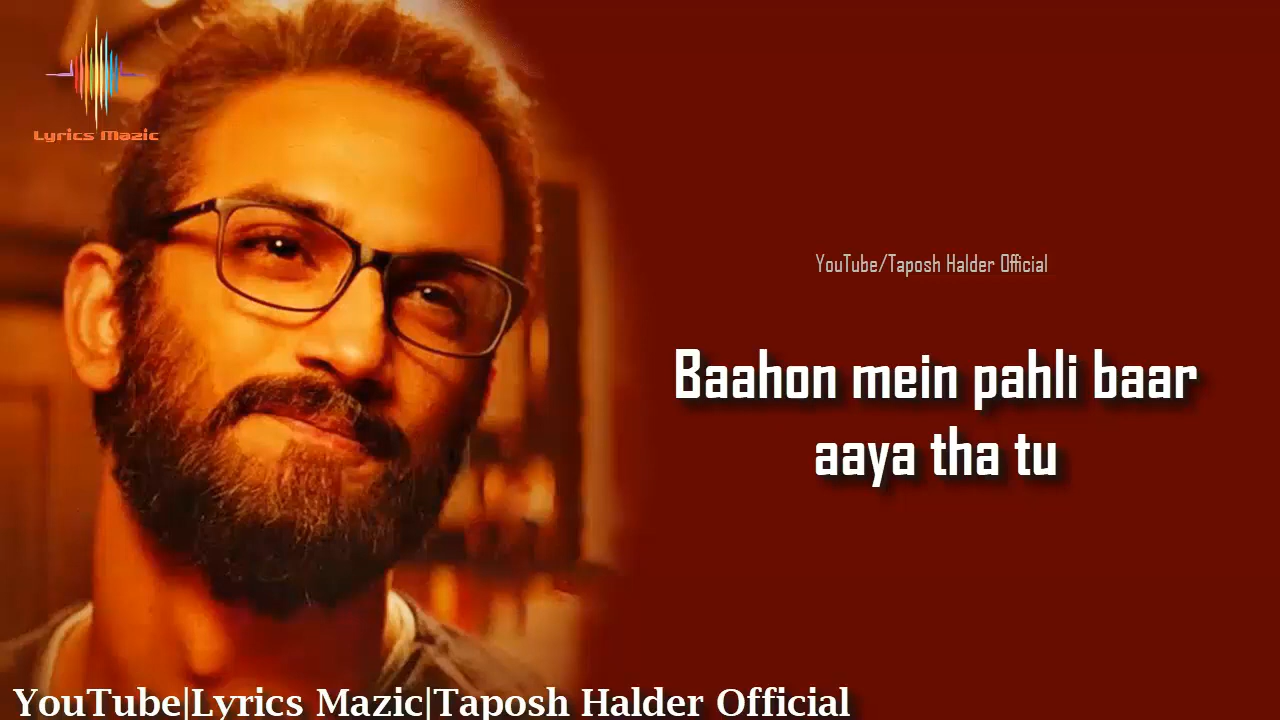 Lyrics Mazic
YouTube/Taposh Halder Official
Baahon mein pahli baar
aaya tha tu
YouTube|Lyrics Mazic|Taposh Halder Official